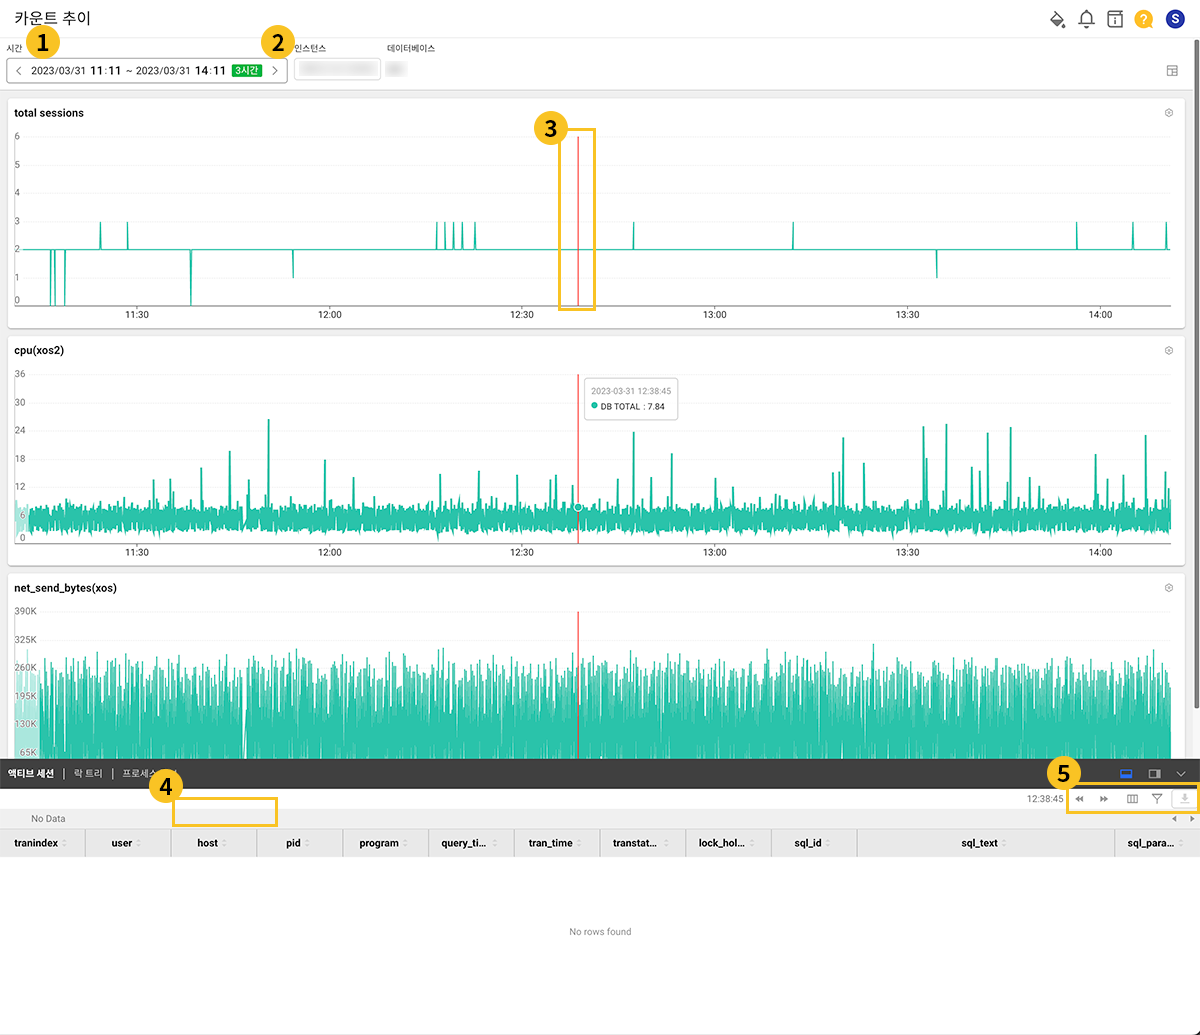 카운트 추이
? S
시간 1 2 인스턴스 데이터베이스
2023/03/31 11:11 ~ 2023/03/31 14:11 3시간
total sessions
3
6
5
4
3
2
1
0
11:30 12:00 12:30 13:00 13:30 14:00
cpu(xos2)
36
30
24
18
12
6
0
2023-03-31 12:38:45
DB TOTAL : 7.84
11:30 12:00 12:30 13:00 13:30 14:00
net_send_bytes(xos)
390K
325K
260K
195K
130K
65K
액티브 세션 | 락 트리 | 프로세스
4 5
12:38:45
No Data
tranindex user host pid program query_ti... tran_time transtat... lock_hol... sql_id sql_text sql_para...
No rows found